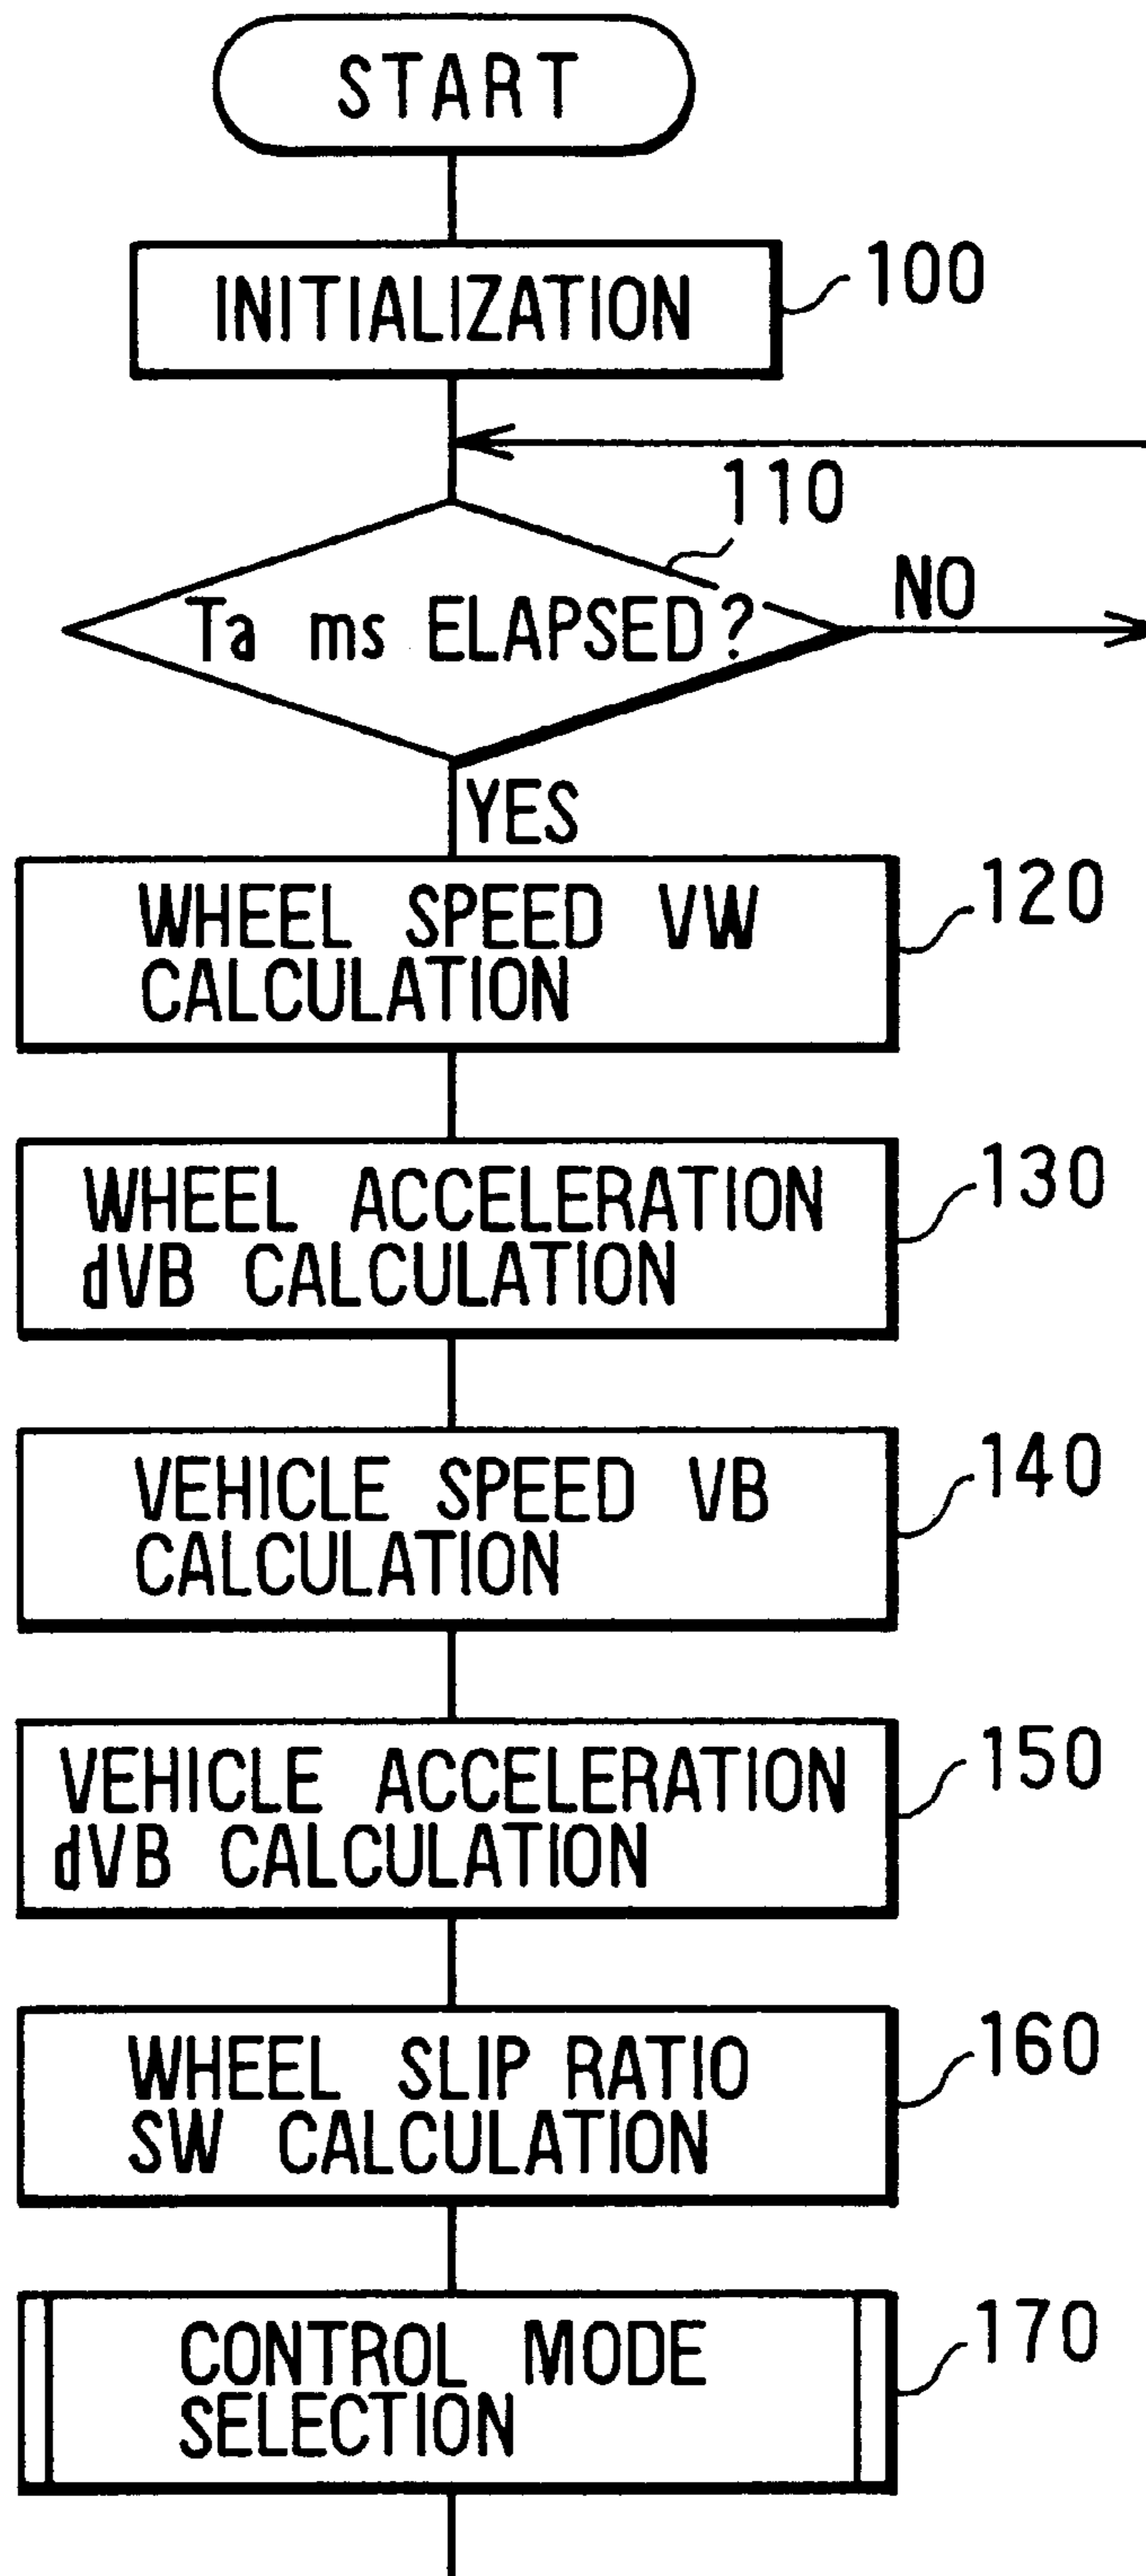 START
INITIALIZATION
100
110
Ta ms ELAPSED?
NO
YES
WHEEL SPEED VW
CALCULATION
120
WHEEL ACCELERATION
dVB CALCULATION
130
VEHICLE SPEED VB
CALCULATION
140
VEHICLE ACCELERATION
dVB CALCULATION
150
WHEEL SLIP RATIO
SW CALCULATION
160
CONTROL MODE
SELECTION
170